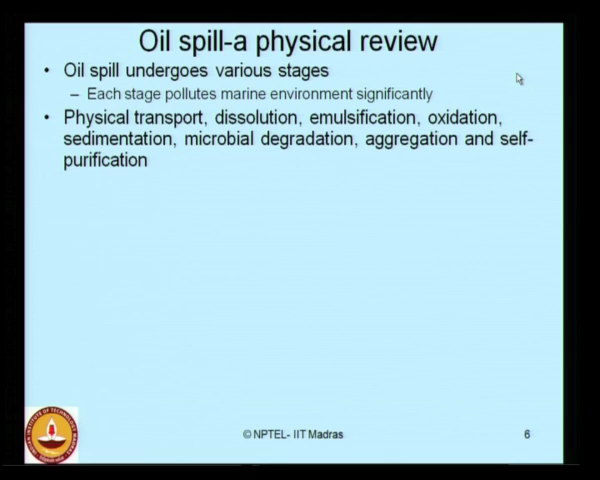 Oil spill-a physical review
• Oil spill undergoes various stages
– Each stage pollutes marine environment significantly
• Physical transport, dissolution, emulsification, oxidation,
sedimentation, microbial degradation, aggregation and self-
purification
© NPTEL- IIT Madras
6